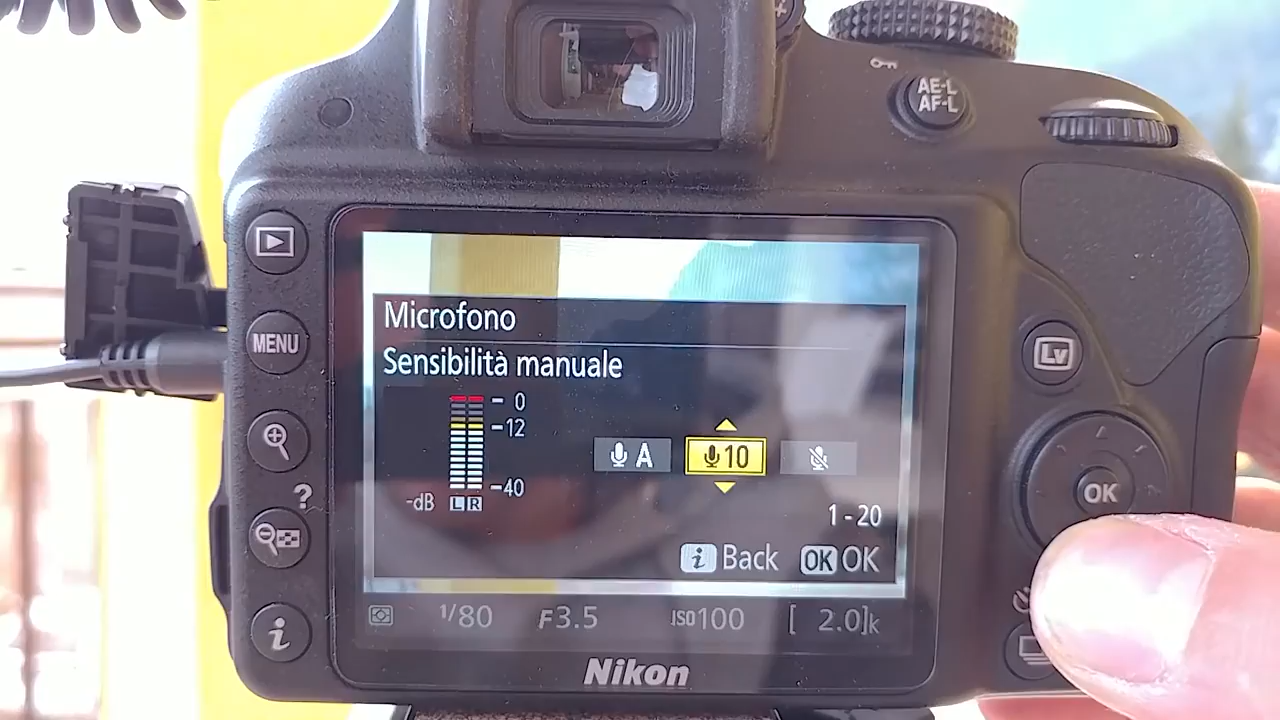 AE-L
AF-L
MENU
?
i
Lv
OK
Microfono
Sensibilità manuale
0
-12
-40
-dB L R
A
10
1-20
i Back OK OK
1/80 F3.5 ISO100 [ 2.0]k
Nikon